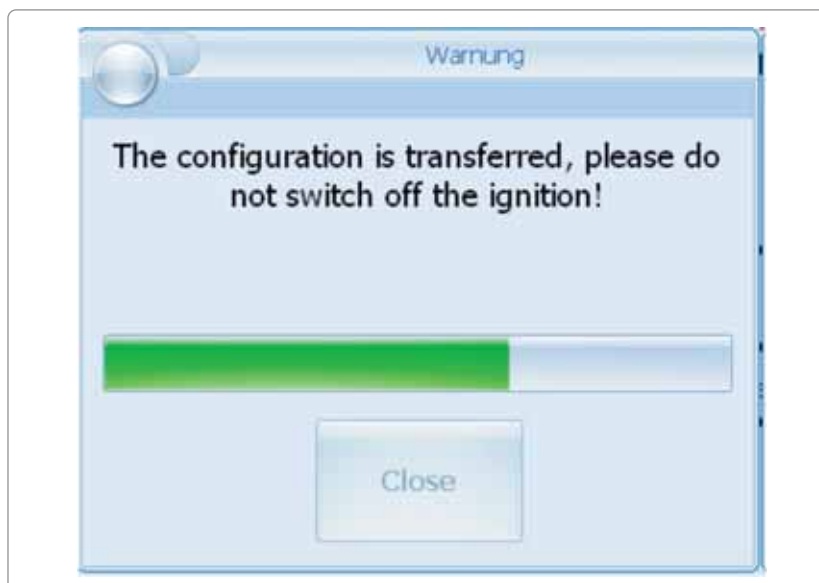 Warnung
The configuration is transferred, please do
not switch off the ignition!
Close